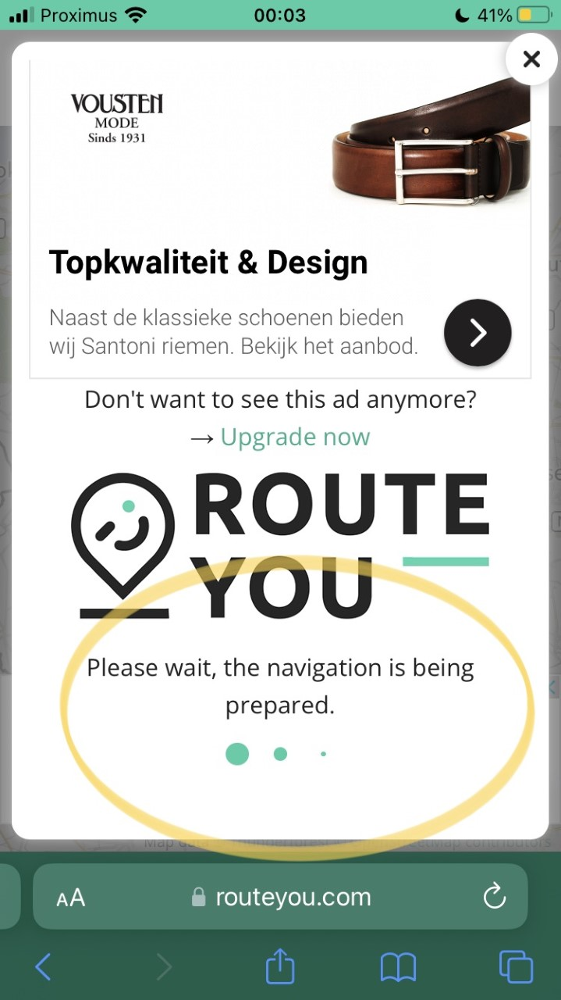 Proximus 00:03 41%
VOUSTEN
MODE
Sinds 1931
Topkwaliteit & Design
Naast de klassieke schoenen bieden
wij Santoni riemen. Bekijk het aanbod.
Don't want to see this ad anymore?
→ Upgrade now
ROUTE
YOU
Please wait, the navigation is being
prepared.
Map data
contributors
AA routeyou.com